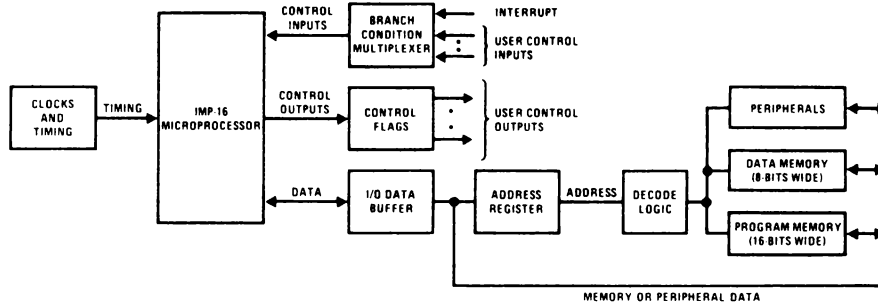 CONTROL
INPUTS
BRANCH
CONDITION
MULTIPLEXER
INTERRUPT
USER CONTROL
INPUTS
CLOCKS
AND
TIMING
TIMING
IMP-16
MICROPROCESSOR
CONTROL
OUTPUTS
CONTROL
FLAGS
USER CONTROL
OUTPUTS
DATA
I/O DATA
BUFFER
ADDRESS
REGISTER
ADDRESS
DECODE
LOGIC
PERIPHERALS
DATA MEMORY
(8-BITS WIDE)
PROGRAM MEMORY
(16-BITS WIDE)
MEMORY OR PERIPHERAL DATA